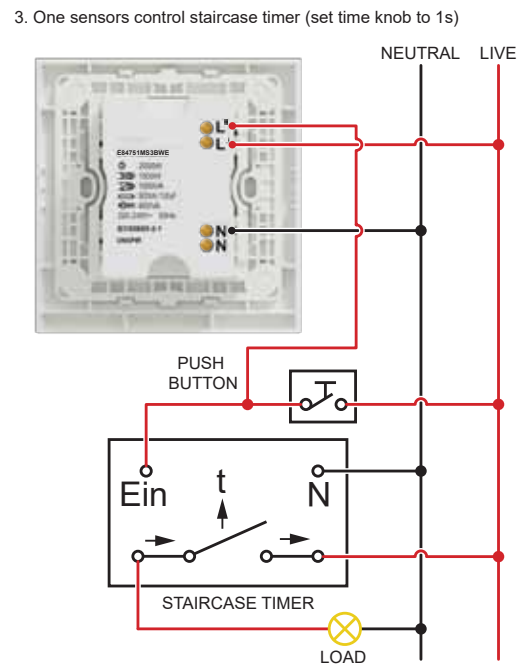 3. One sensors control staircase timer (set time knob to 1s)
NEUTRAL LIVE
L
L
E84751MS3BWE
N
N
PUSH
BUTTON
Ein
t
N
STAIRCASE TIMER
LOAD